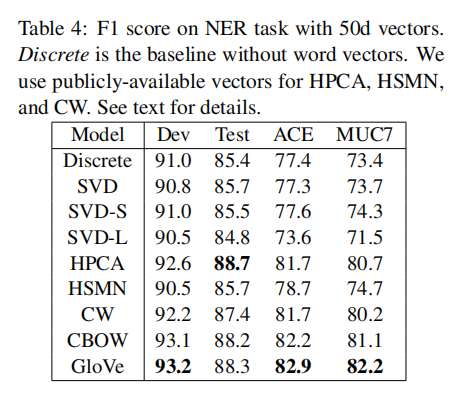 Table 4: F1 score on NER task with 50d vectors.
Discrete is the baseline without word vectors. We
use publicly-available vectors for HPCA, HSMN,
and CW. See text for details.
Model Dev Test ACE MUC7
Discrete 91.0 85.4 77.4 73.4
SVD 90.8 85.7 77.3 73.7
SVD-S 91.0 85.5 77.6 74.3
SVD-L 90.5 84.8 73.6 71.5
HPCA 92.6 88.7 81.7 80.7
HSMN 90.5 85.7 78.7 74.7
CW 92.2 87.4 81.7 80.2
CBOW 93.1 88.2 82.2 81.1
GloVe 93.2 88.3 82.9 82.2